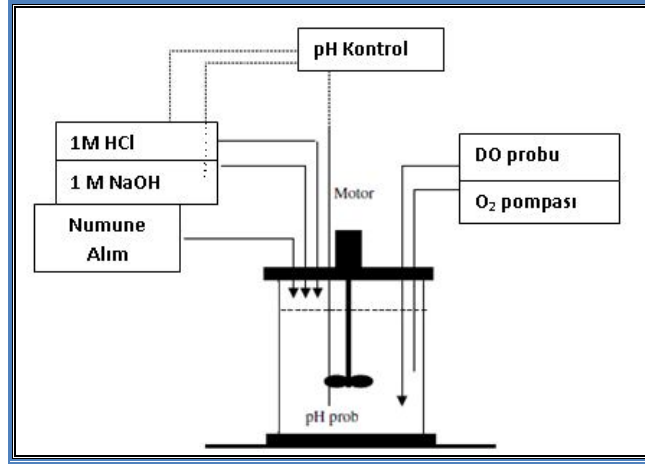 pH Kontrol
1M HCl
1 M NaOH
Numune
Alım
DO probu
O₂ pompası
Motor
pH prob